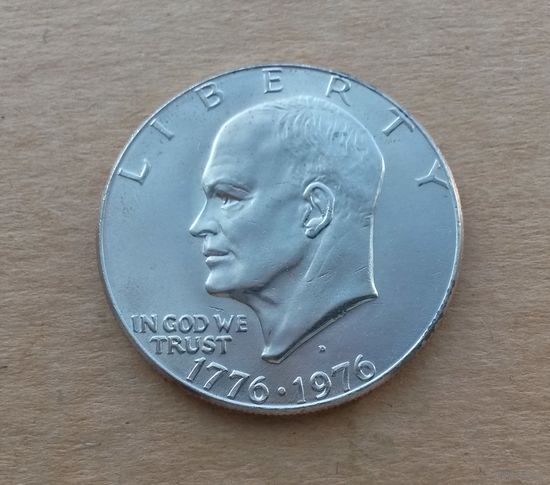 LIBERTY
IN GOD WE
TRUST
D
1776 · 1976